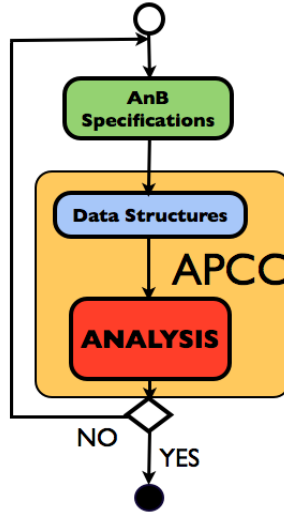 AnB
Specifications
Data Structures
APCC
ANALYSIS
NO
YES